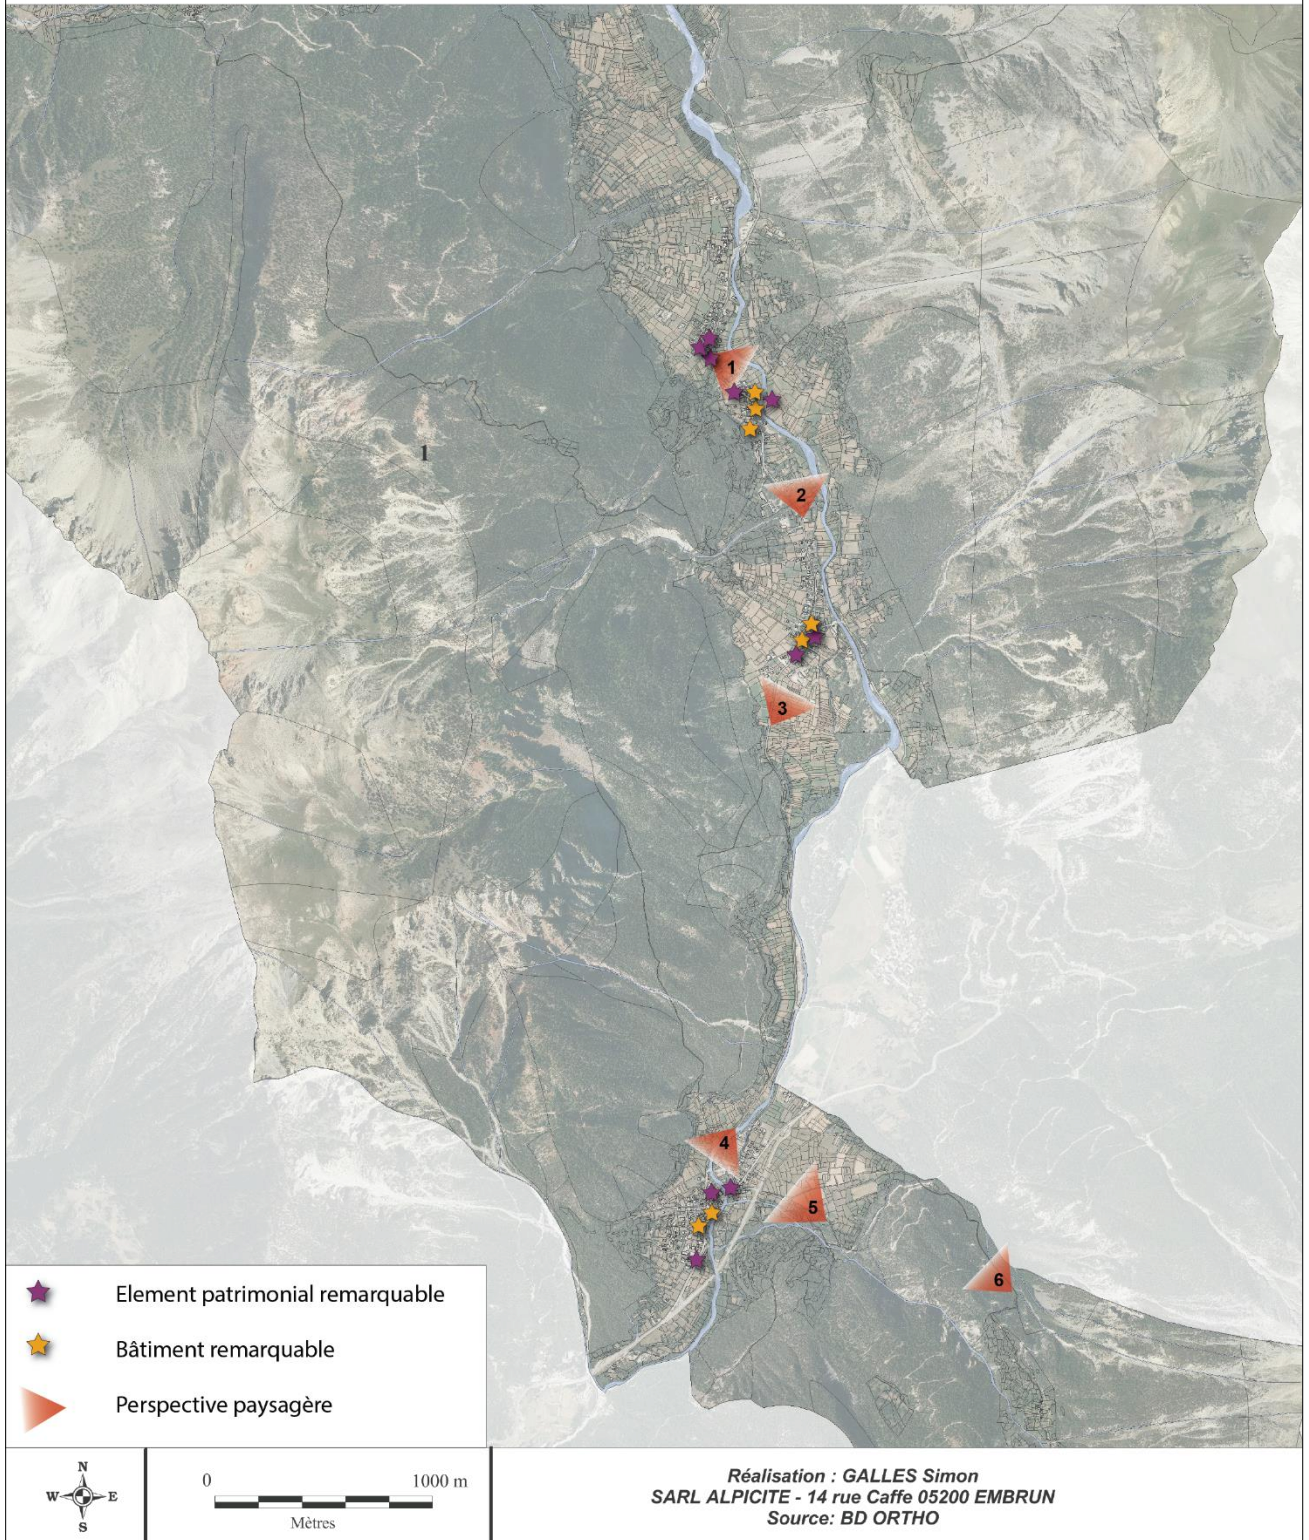 1
1
2
3
4
5
6
Element patrimonial remarquable
Bâtiment remarquable
Perspective paysagère
N
W E
S
0 1000 m
Mètres
Réalisation : GALLES Simon
SARL ALPICITE - 14 rue Caffe 05200 EMBRUN
Source: BD ORTHO